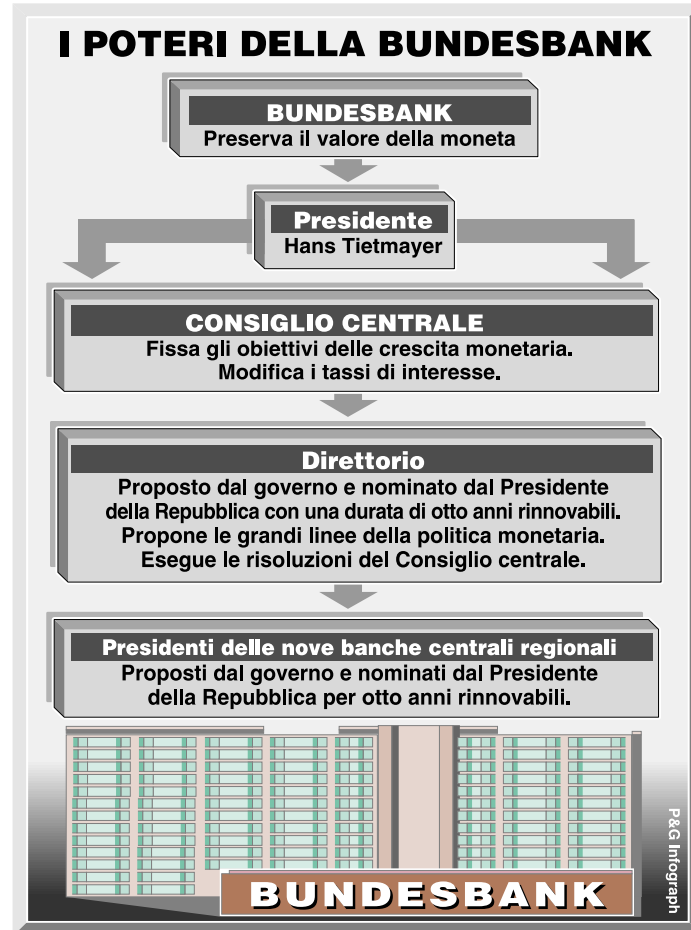 I POTERI DELLA BUNDESBANK
BUNDESBANK
Preserva il valore della moneta
Presidente
Hans Tietmayer
CONSIGLIO CENTRALE
Fissa gli obiettivi delle crescita monetaria.
Modifica i tassi di interesse.
Direttorio
Proposto dal governo e nominato dal Presidente
della Repubblica con una durata di otto anni rinnovabili.
Propone le grandi linee della politica monetaria.
Esegue le risoluzioni del Consiglio centrale.
Presidenti delle nove banche centrali regionali
Proposti dal governo e nominati dal Presidente
della Repubblica per otto anni rinnovabili.
BUNDESBANK
P&G Infograph